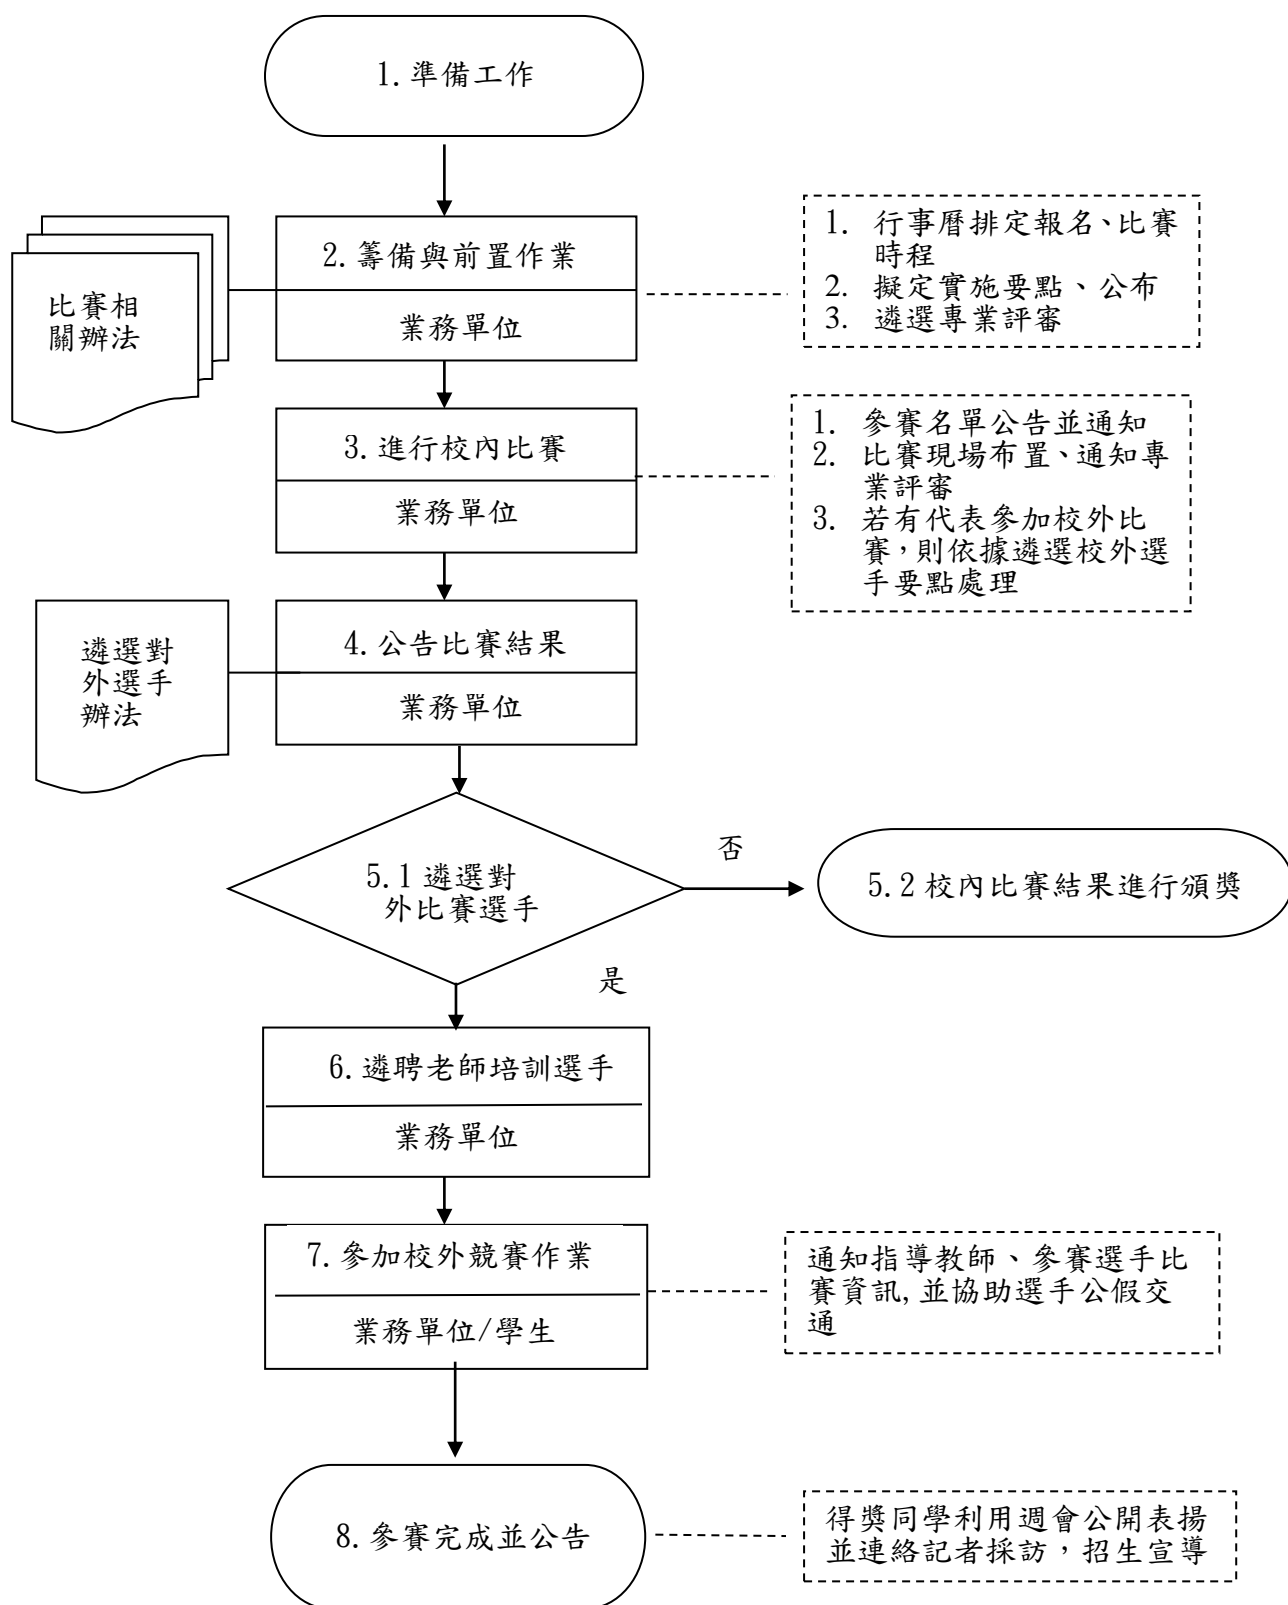 1.準備工作
2.籌備與前置作業
業務單位
比賽相
關辦法
1. 行事曆排定報名、比賽
時程
2. 擬定實施要點、公布
3. 遴選專業評審
3.進行校內比賽
業務單位
1. 參賽名單公告並通知
2. 比賽現場布置、通知專
業評審
3. 若有代表參加校外比
賽，則依據遴選校外選
手要點處理
4.公告比賽結果
業務單位
遴選對
外選手
辦法
5.1 遴選對
外比賽選手
否
5.2 校內比賽結果進行頒獎
是
6.遴聘老師培訓選手
業務單位
7.參加校外競賽作業
業務單位/學生
通知指導教師、參賽選手比
賽資訊,並協助選手公假交
通
8.參賽完成並公告
得獎同學利用週會公開表揚
並連絡記者採訪，招生宣導